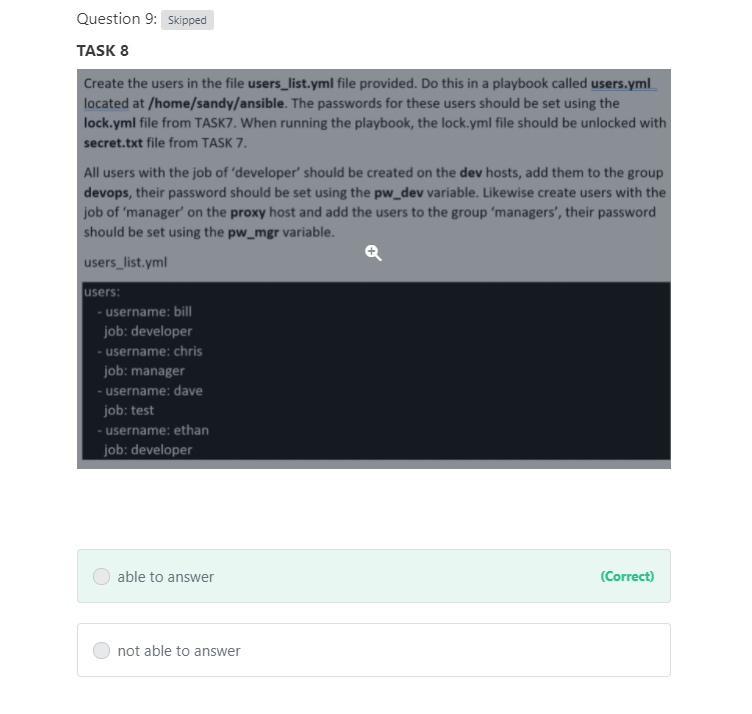 Question 9: Skipped
TASK 8
Create the users in the file users_list.yml file provided. Do this in a playbook called users.yml
located at /home/sandy/ansible. The passwords for these users should be set using the
lock.yml file from TASK7. When running the playbook, the lock.yml file should be unlocked with
secret.txt file from TASK 7.
All users with the job of 'developer' should be created on the dev hosts, add them to the group
devops, their password should be set using the pw_dev variable. Likewise create users with the
job of 'manager' on the proxy host and add the users to the group 'managers', their password
should be set using the pw_mgr variable.
users_list.yml
users:
- username: bill
job: developer
- username: chris
job: manager
- username: dave
job: test
- username: ethan
job: developer
able to answer (Correct)
not able to answer